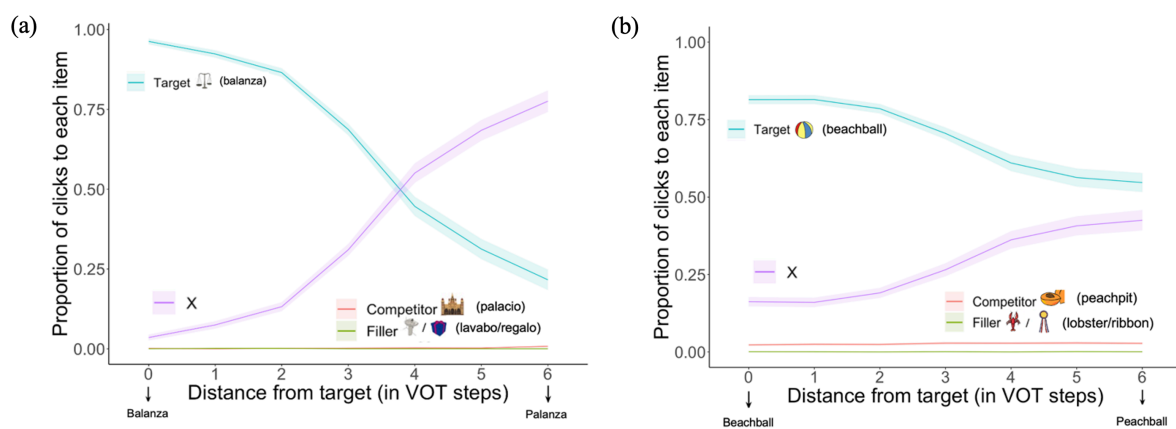 (a)
Proportion of clicks to each item
1.00
0.75
0.50
0.25
0.00
Target (balanza)
X
Competitor (palacio)
Filler / (lavabo/regalo)
0 1 2 3 4 5 6
Distance from target (in VOT steps)
Balanza Palanza
(b)
Proportion of clicks to each item
1.00
0.75
0.50
0.25
0.00
Target (beachball)
X
Competitor (peachpit)
Filler / (lobster/ribbon)
0 1 2 3 4 5 6
Distance from target (in VOT steps)
Beachball Peachball